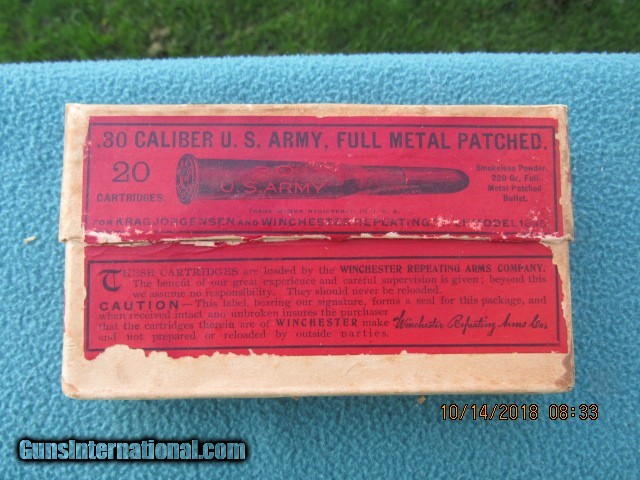 .30 CALIBER U. S. ARMY, FULL METAL PATCHED.
20
CARTRIDGES.
U.S. ARMY
Smokeless Powder
220 Gr. Full
Metal Patched
Bullet.
TRADE MARKS REGISTERED IN U. S. A.
FOR KRAG JORGENSEN AND WINCHESTER REPEATING MODEL
THESE CARTRIDGES are loaded by the WINCHESTER REPEATING ARMS COMPANY.
The benefit of our great experience and careful supervision is given; beyond this
we assume no responsibility. They should never be reloaded.
CAUTION — This label, bearing our signature, forms a seal for this package, and
when received intact and unbroken insures the purchaser
that the cartridges therein are of WINCHESTER make
and not prepared or reloaded by outside parties.
Winchester Repeating Arms Co.
10/14/2018 08:33
GunsInternational.com